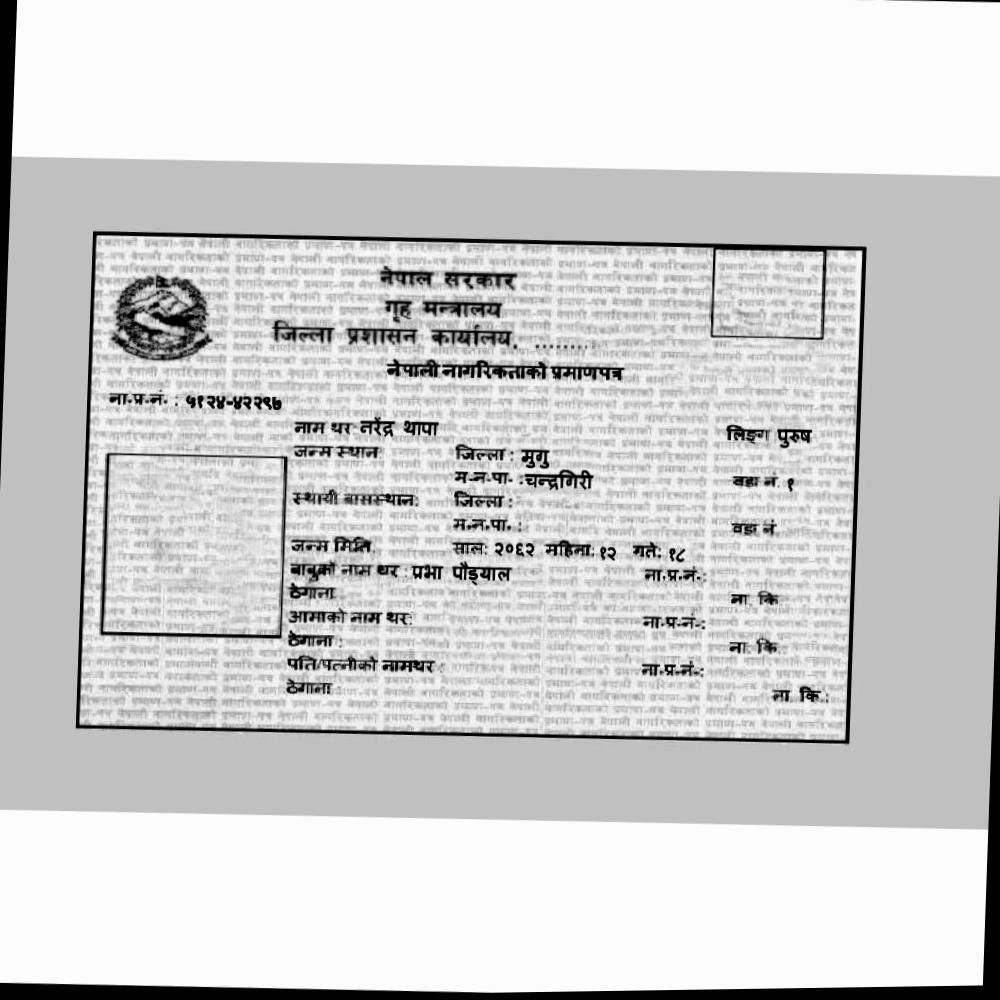 नेपाल सरकार
गृह मन्त्रालय
जिल्ला प्रशासन कार्यालय, .........
नेपाली नागरिकताको प्रमाणपत्र
ना.प्र.नं. : ५१२४-४२२९७
नाम थर: नरेंद्र थापा लिङ्ग पुरुष
जन्म स्थान: जिल्ला : मुगु
म.न.पा. : चन्द्रगिरी वडा नं. १
स्थायी बासस्थान: जिल्ला :
म.न.पा. : वडा नं.
जन्म मिति साल: २०६२ महिना: १२ गते: १८
बाबुको नाम थर : प्रभा पौड्याल ना.प्र.नं.:
ठेगाना ना. कि.
आमाको नाम थर: ना.प्र.नं.:
ठेगाना : ना. कि.:
पति/पत्नीको नामथर : ना.प्र.नं.:
ठेगाना : ना. कि.: